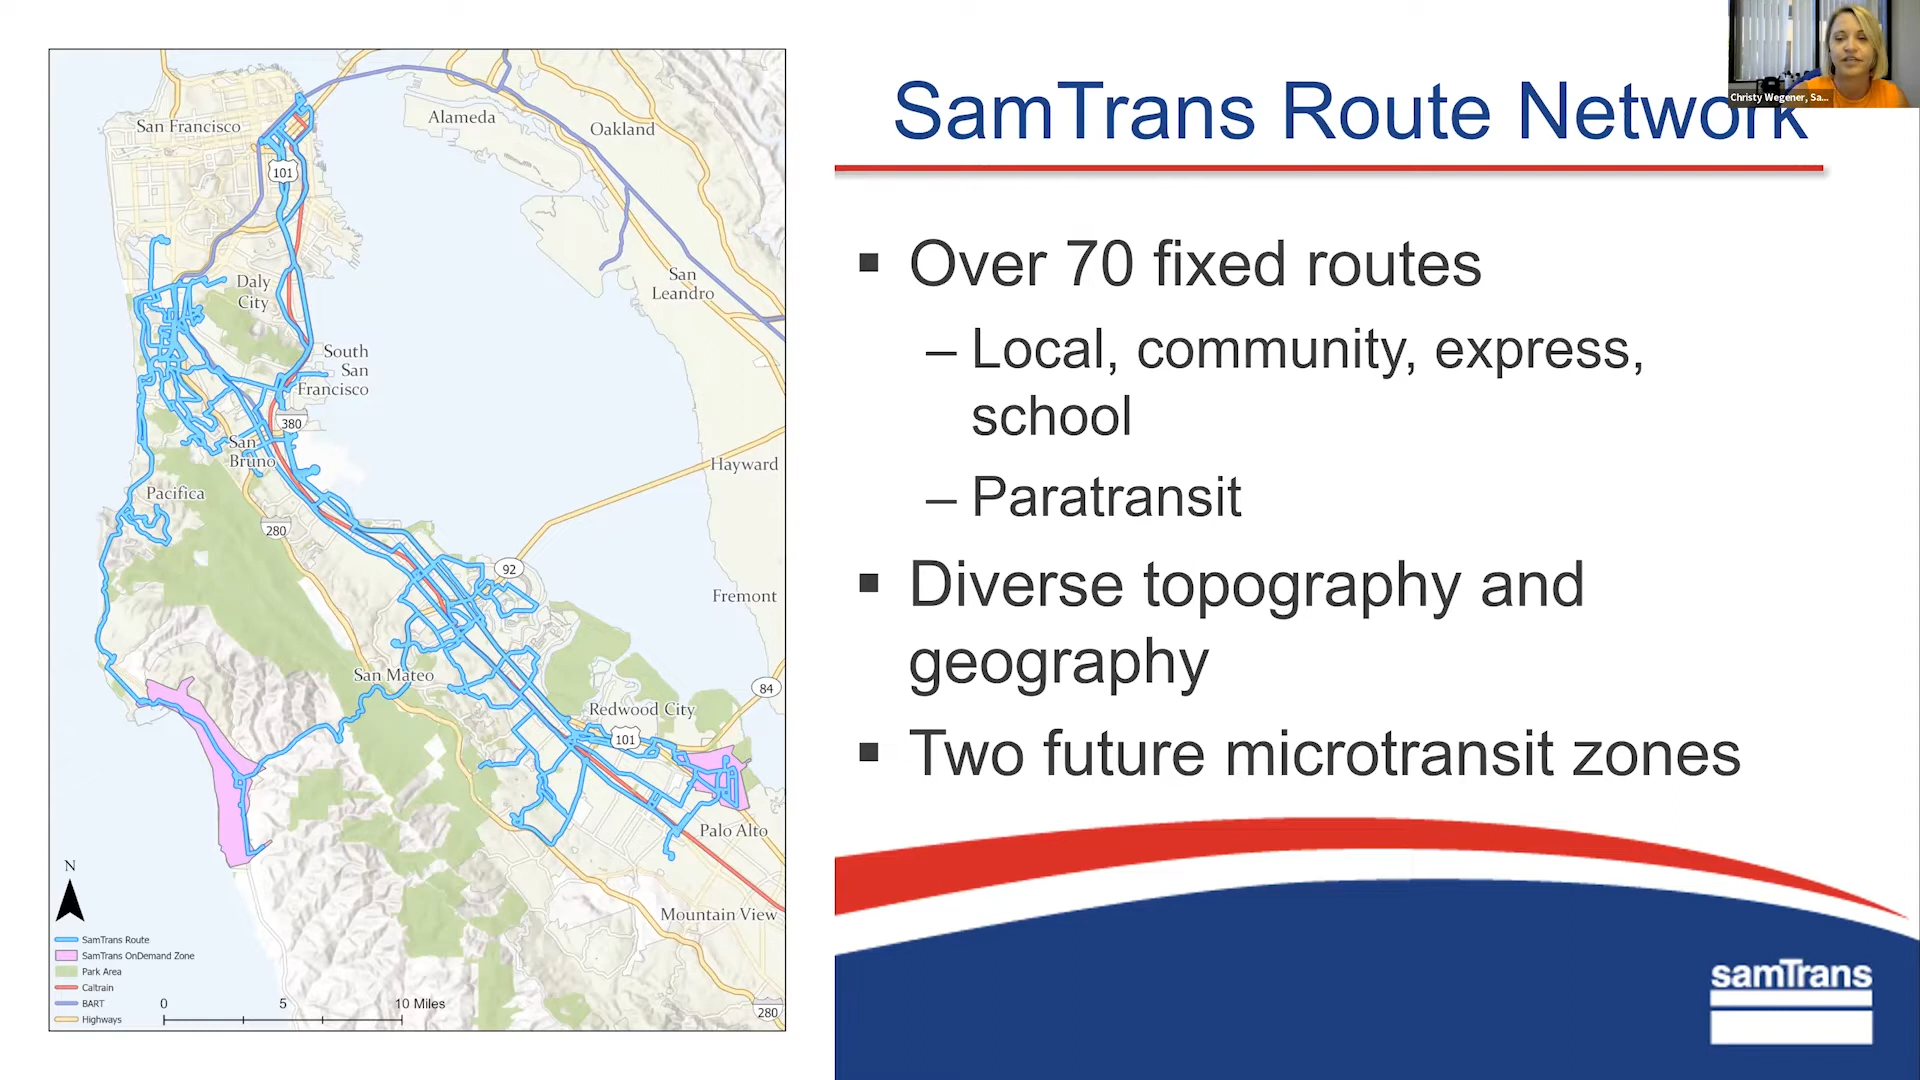 SamTrans Route Network
Christy Wegener, Sa...
▪ Over 70 fixed routes
– Local, community, express,
school
– Paratransit
▪ Diverse topography and
geography
▪ Two future microtransit zones
samTrans
San Francisco
Alameda
Oakland
101
Daly
City
San
Leandro
South
San
Francisco
380
San
Bruno
Hayward
Pacifica
280
92
Fremont
San Mateo
84
Redwood City
101
Palo Alto
Mountain View
280
N
SamTrans Route
SamTrans OnDemand Zone
Park Area
Caltrain
BART
Highways
0 5 10 Miles